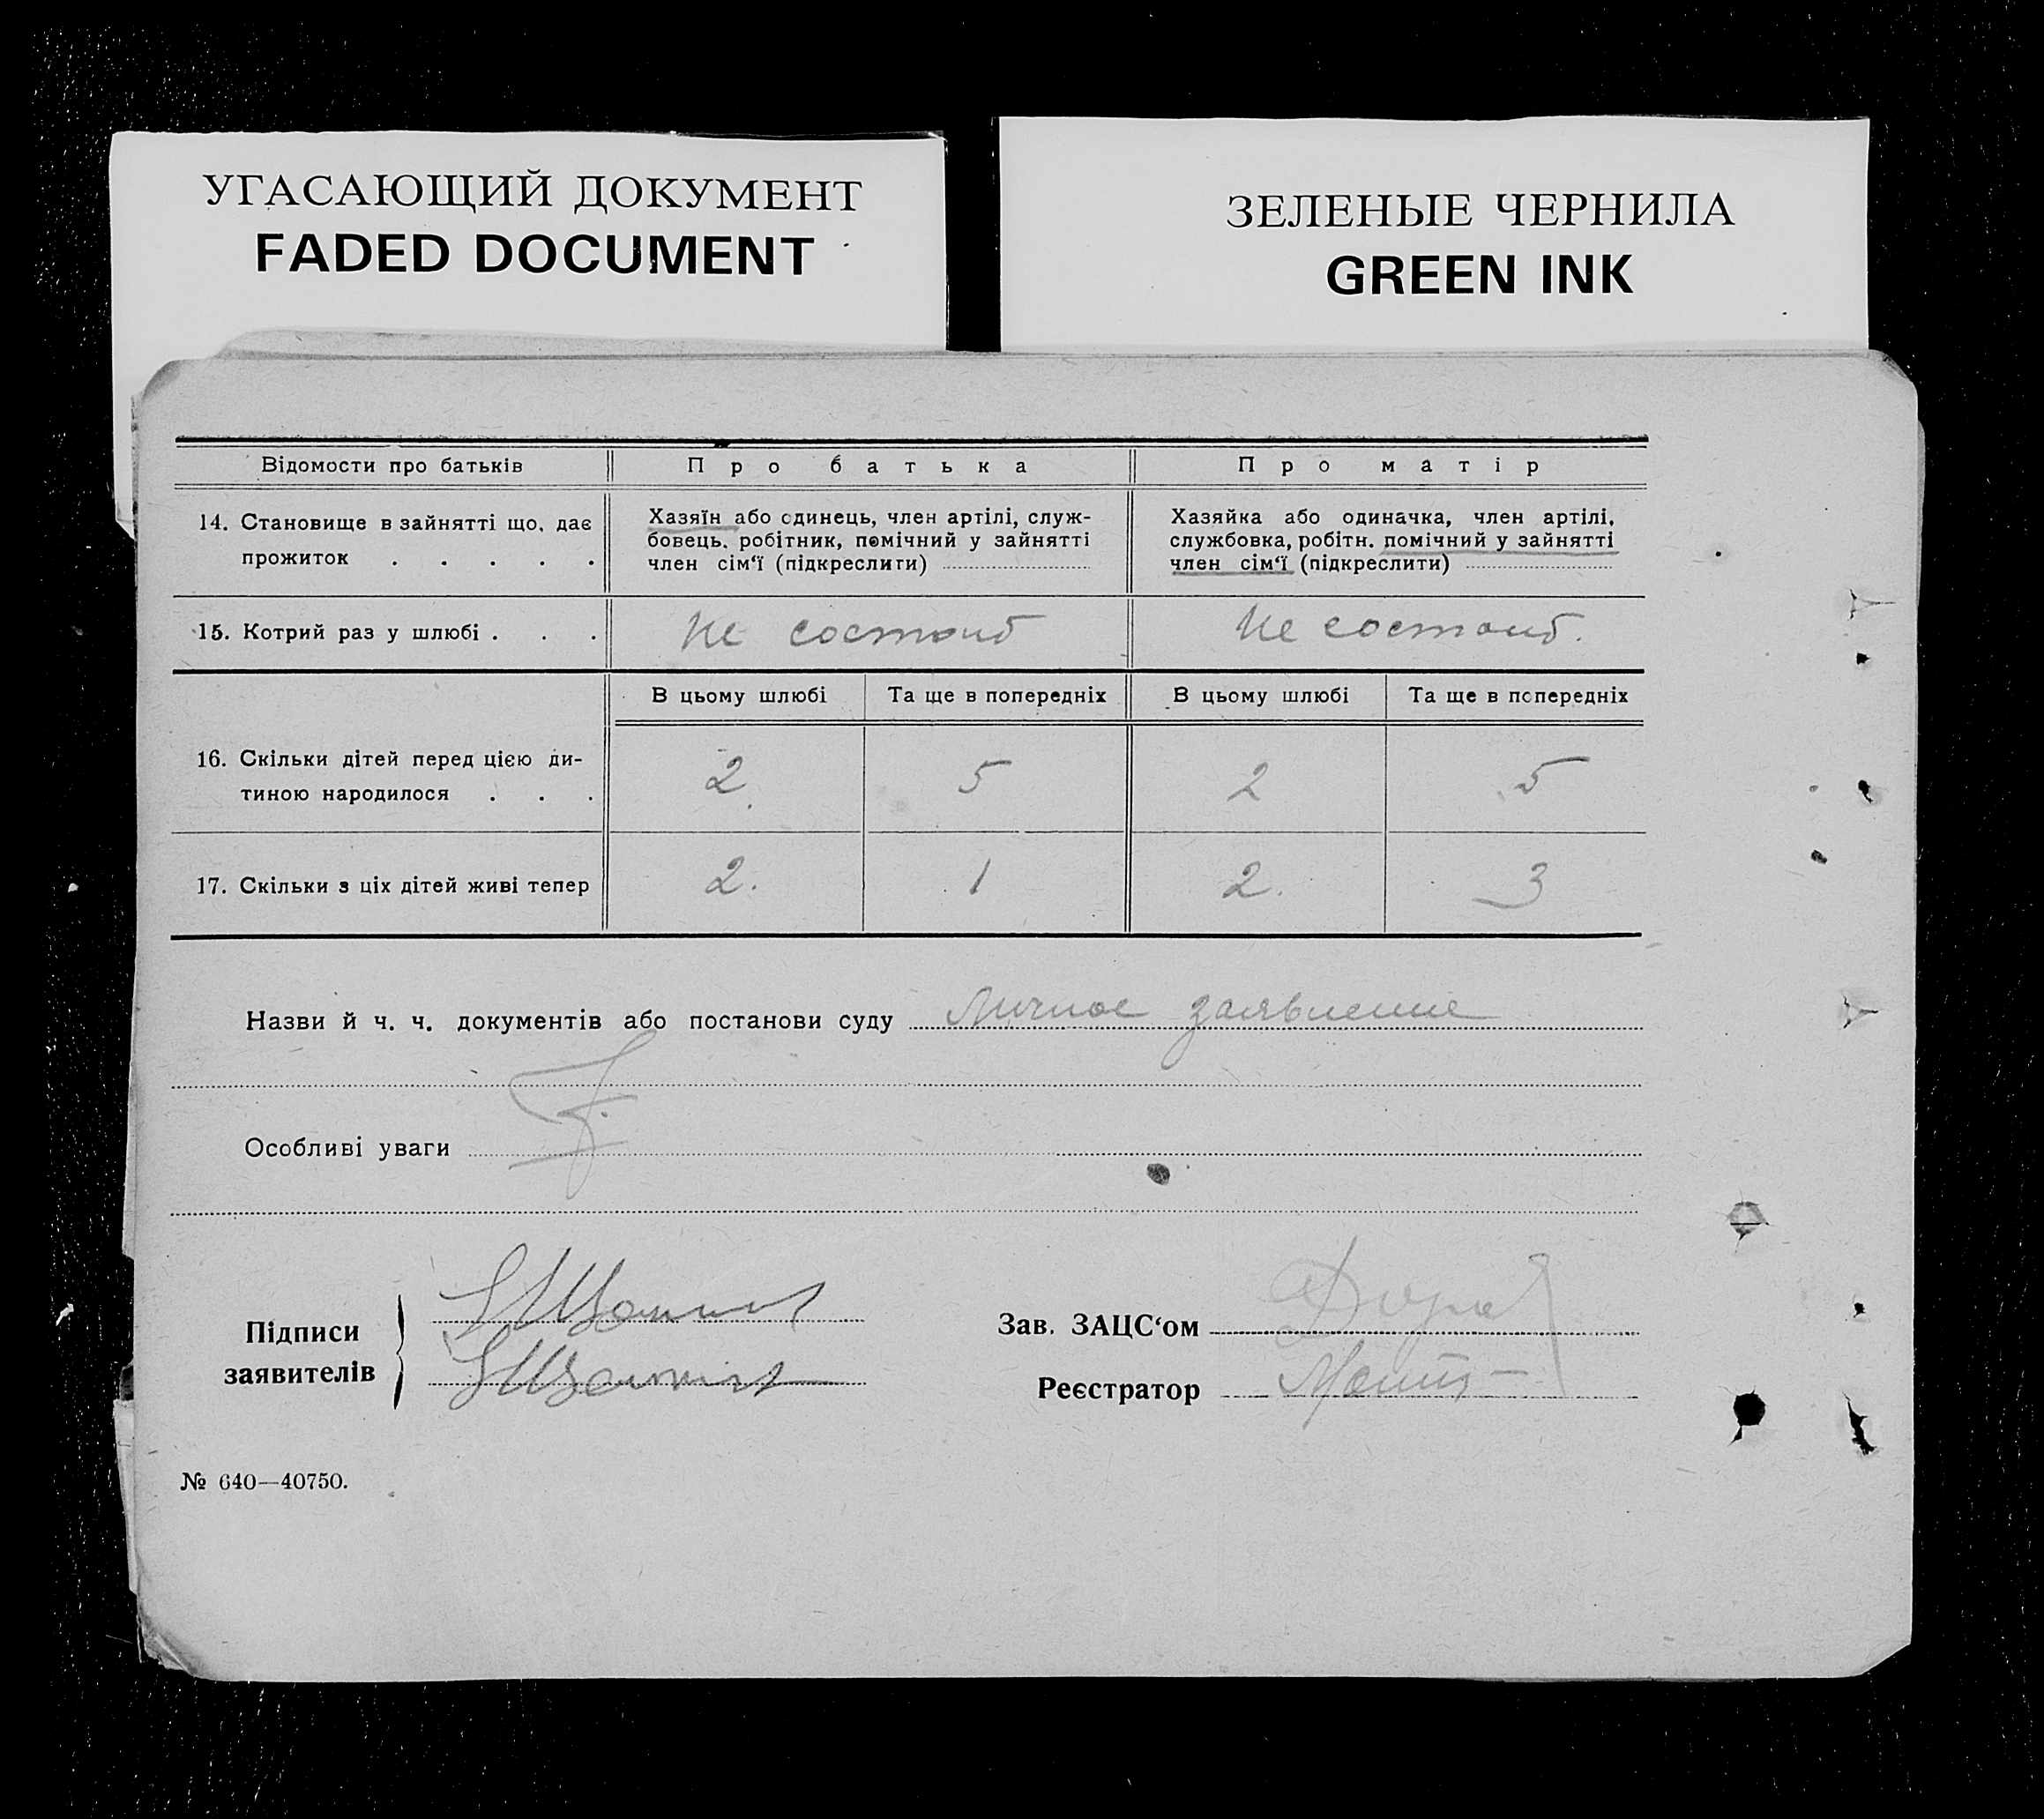 УГАСАЮЩИЙ ДОКУМЕНТ
FADED DOCUMENT
ЗЕЛЕНЫЕ ЧЕРНИЛА
GREEN INK
Відомости про батьків
Про батька
Про матір
14. Становище в зайнятті що, дає
прожиток . . . . .
Хазяїн або одинець, член артілі, служ-
бовець, робітник, помічний у зайнятті
член сім‘ї (підкреслити)
Хазяйка або одиначка, член артілі,
службовка, робітн. помічний у зайнятті
член сім‘ї (підкреслити)
15. Котрий раз у шлюбі . . .
не состоит
не состоит.
В цьому шлюбі
Та ще в попередніх
В цьому шлюбі
Та ще в попередніх
16. Скільки дітей перед цією ди-
тиною народилося . . .
2
5
2
5
17. Скільки з ціх дітей живі тепер
2.
1
2.
3
Назви й ч. ч. документів або постанови суду Личное заявление
Особливі уваги
Підписи
заявителів
Зав. ЗАЦС‘ом
Реєстратор
№ 640—40750.